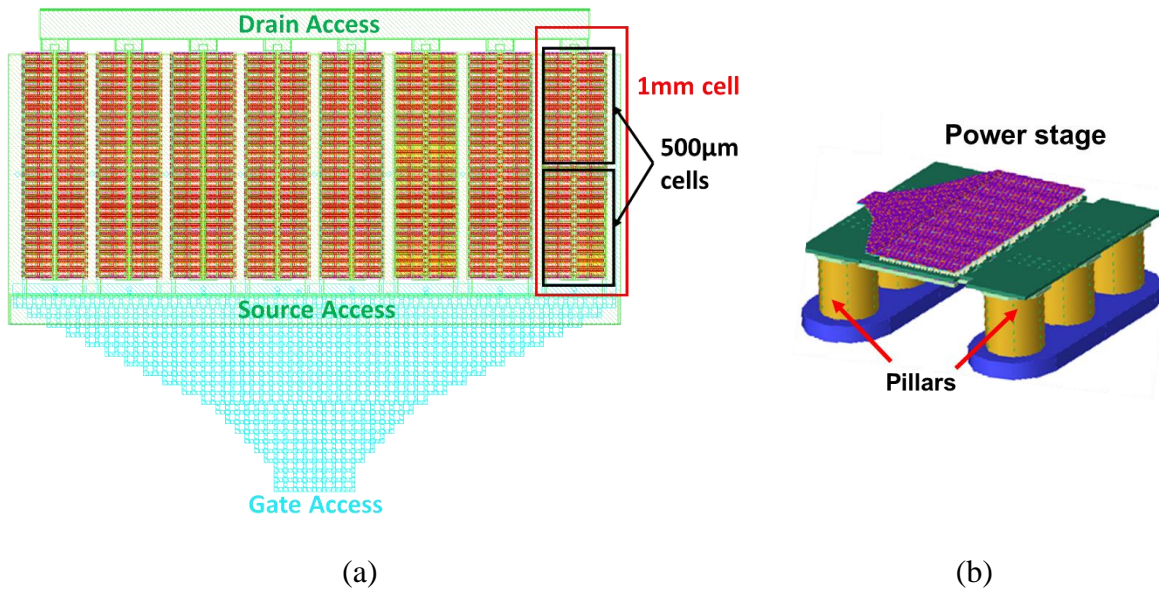 Drain Access
1mm cell
500µm
cells
Source Access
Gate Access
(a)
Power stage
Pillars
(b)